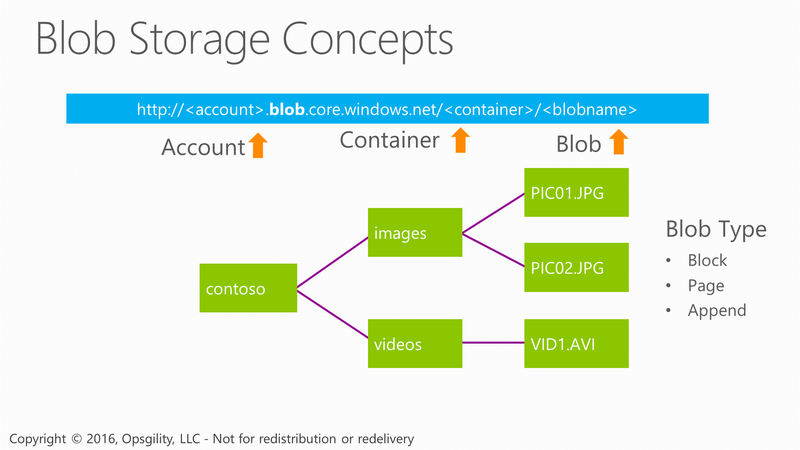 Blob Storage Concepts
http://<account>.blob.core.windows.net/<container>/<blobname>
Account
Container
Blob
contoso
images
videos
PIC01.JPG
PIC02.JPG
VID1.AVI
Blob Type
• Block
• Page
• Append
Copyright © 2016, Opsgility, LLC - Not for redistribution or redelivery